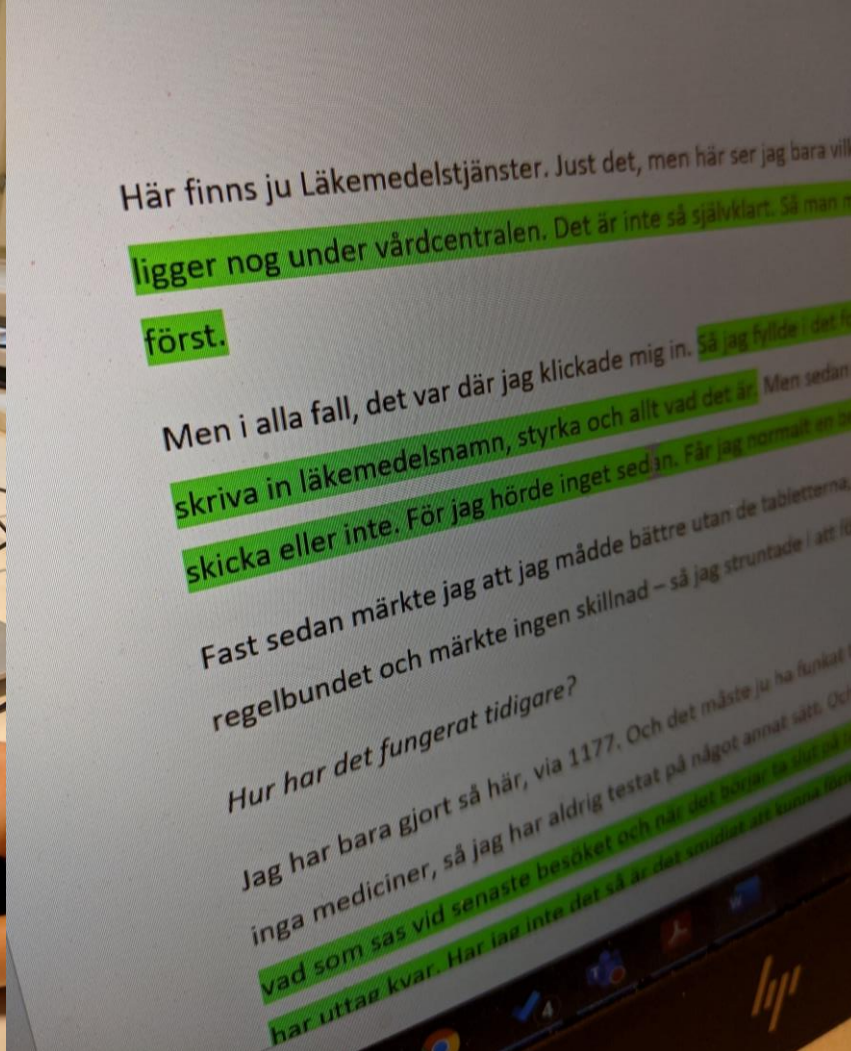 Här finns ju Läkemedelstjänster. Just det, men här ser jag bara
ligger nog under vårdcentralen. Det är inte så självklart. Så man
först.
Men i alla fall, det var där jag klickade mig in. Så jag fyllde i det
skriva in läkemedelsnamn, styrka och allt vad det är. Men sedan
skicka eller inte. För jag hörde inget sedan. Får jag normalt en
Fast sedan märkte jag att jag mådde bättre utan de tabletterna,
regelbundet och märkte ingen skillnad – så jag struntade i att
Hur har det fungerat tidigare?
Jag har bara gjort så här, via 1177. Och det måste ju ha funkat
inga mediciner, så jag har aldrig testat på något annat sätt. Och
vad som sas vid senaste besöket och när det börjar ta slut på
har uttag kvar. Har jag inte det så är det smidigt att kunna
4
hp